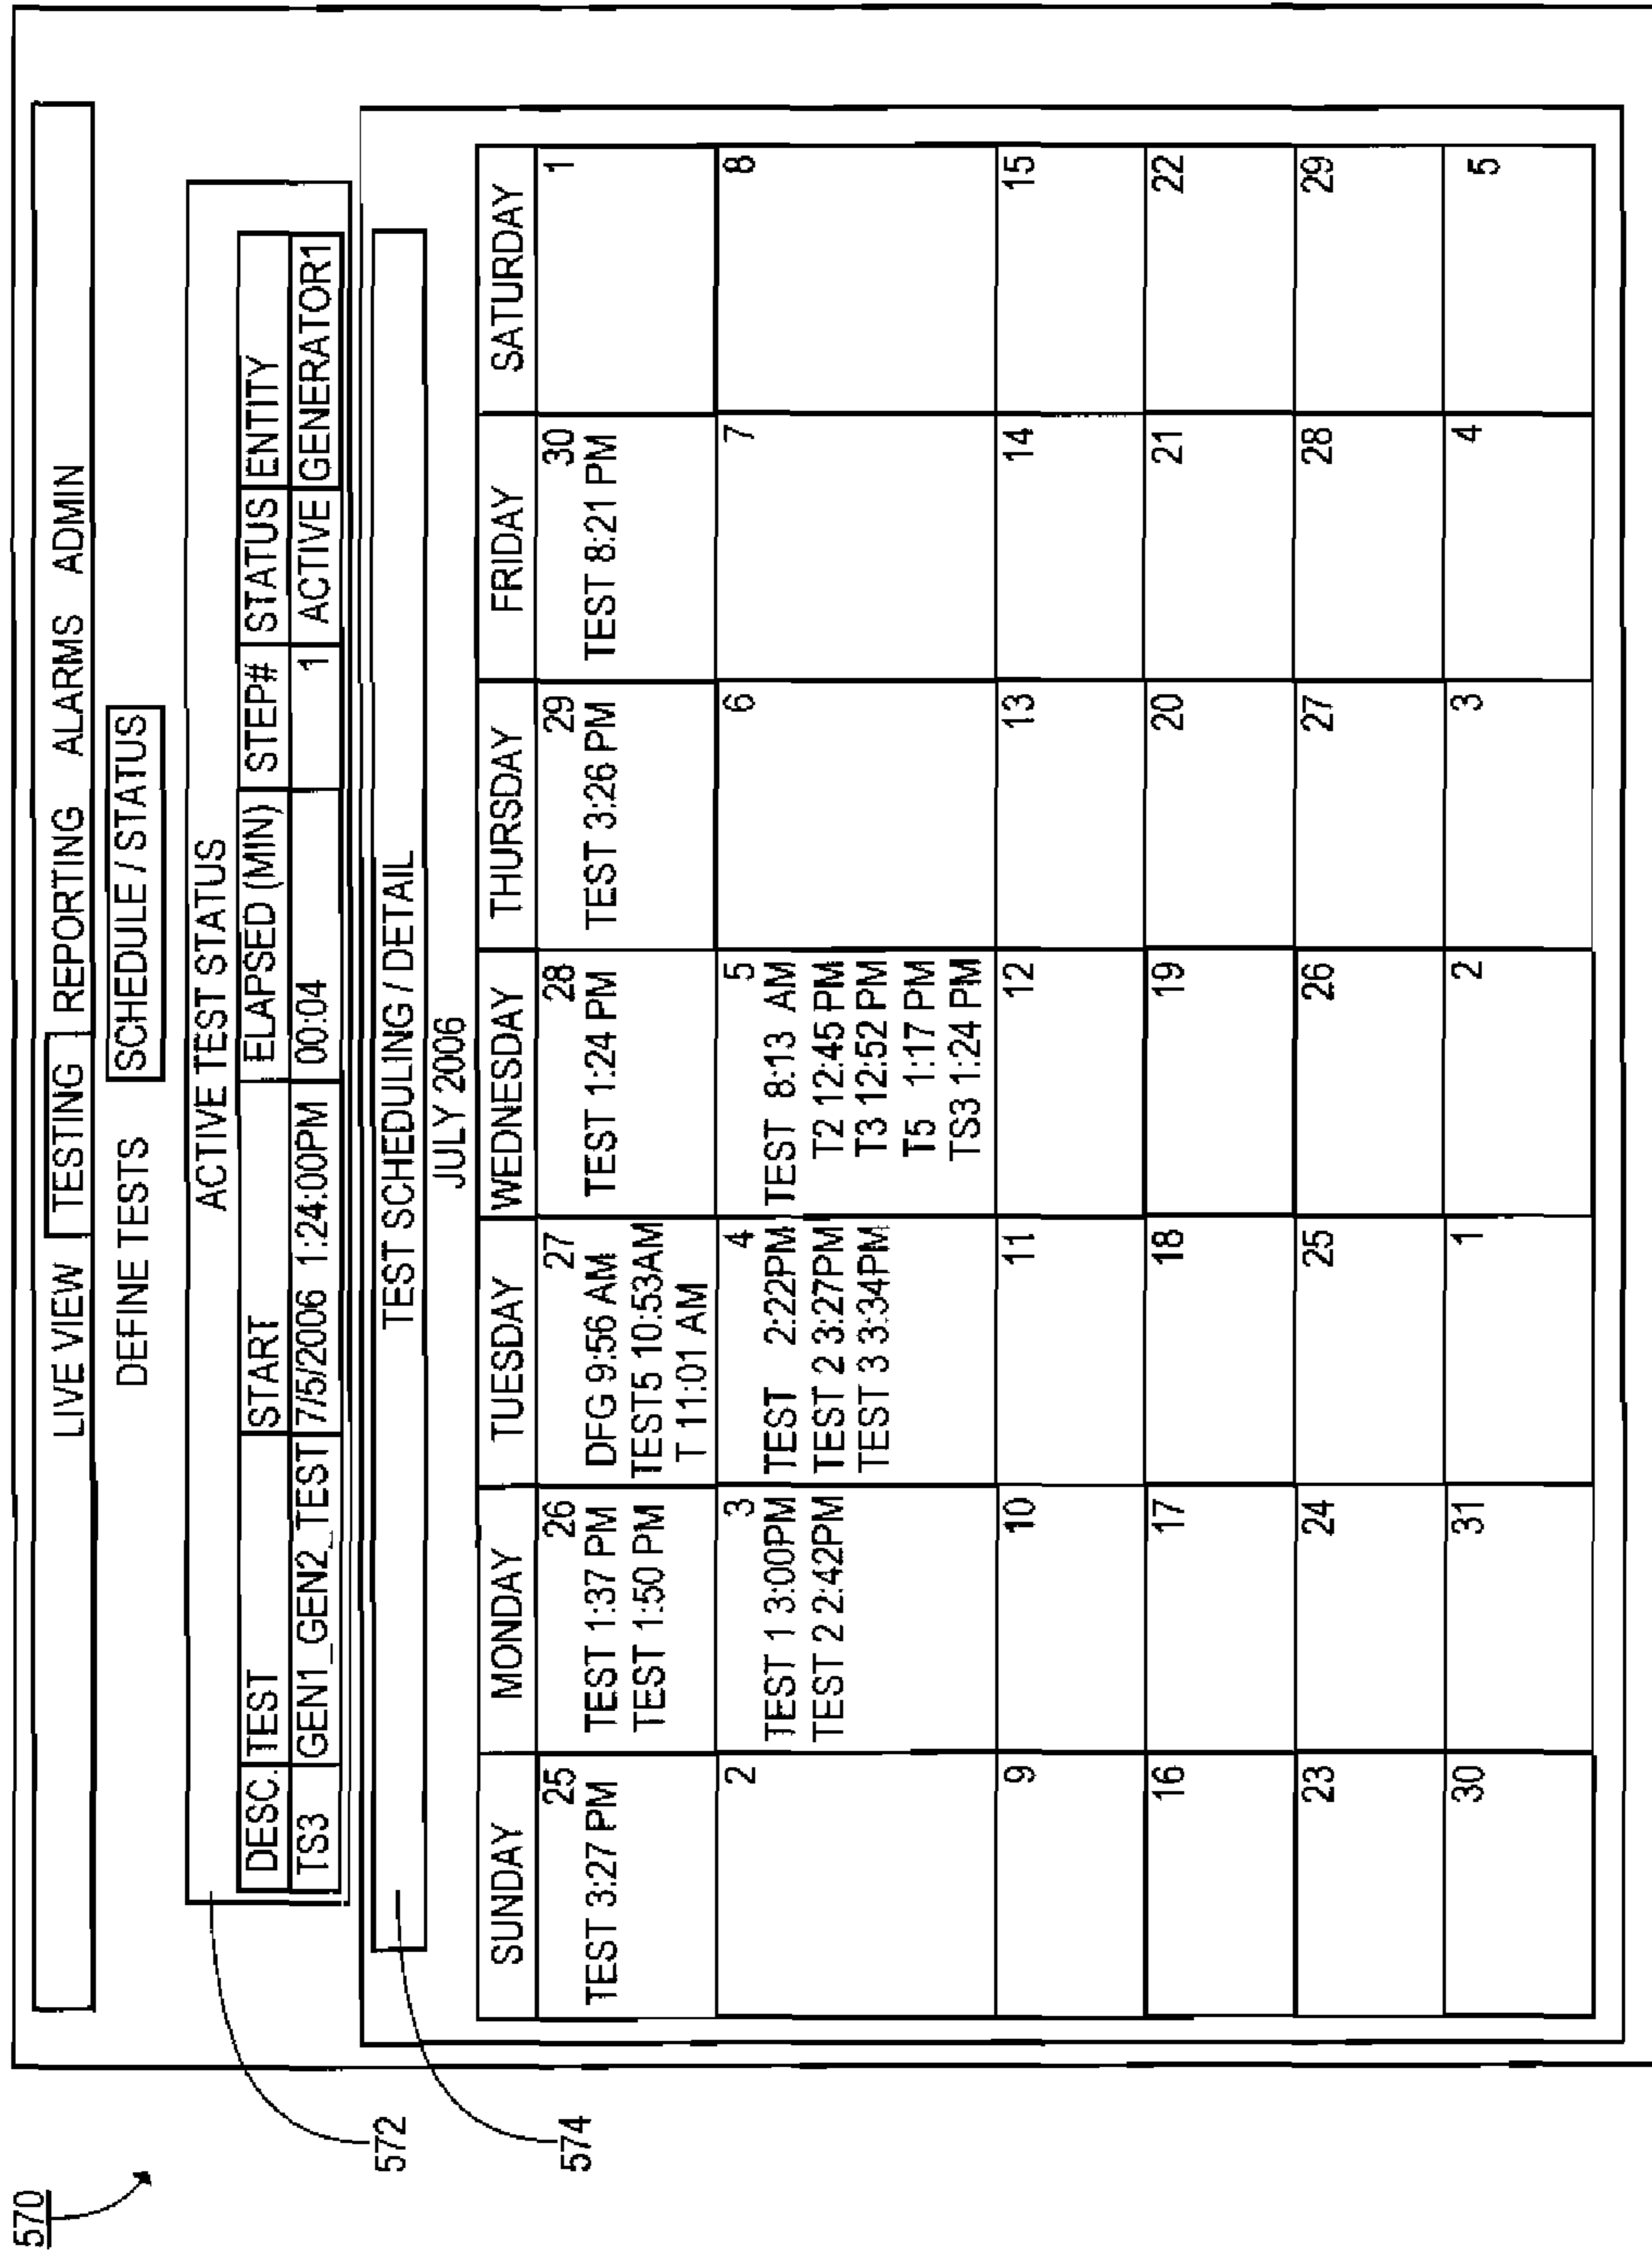 570
LIVE VIEW TESTING REPORTING ALARMS ADMIN
DEFINE TESTS SCHEDULE / STATUS
572
ACTIVE TEST STATUS
DESC. TEST START ELAPSED (MIN) STEP# STATUS ENTITY
TS3 GEN1_GEN2_TEST 7/5/2006 1:24:00PM 00:04 1 ACTIVE GENERATOR1
574
TEST SCHEDULING / DETAIL
JULY 2006
SUNDAY MONDAY TUESDAY WEDNESDAY THURSDAY FRIDAY SATURDAY
25 26 27 28 29 30 1
TEST 3:27 PM TEST 1:37 PM DFG 9:56 AM TEST 1:24 PM TEST 3:26 PM TEST 8:21 PM
TEST 1:50 PM TEST5 10:53AM
T 11:01 AM
2 3 4 5 6 7 8
TEST 1 3:00PM TEST 2:22PM TEST 8:13 AM
TEST 2 2:42PM TEST 2 3:27PM T2 12:45 PM
TEST 3 3:34PM T3 12:52 PM
T5 1:17 PM
TS3 1:24 PM
9 10 11 12 13 14 15
16 17 18 19 20 21 22
23 24 25 26 27 28 29
30 31 1 2 3 4 5